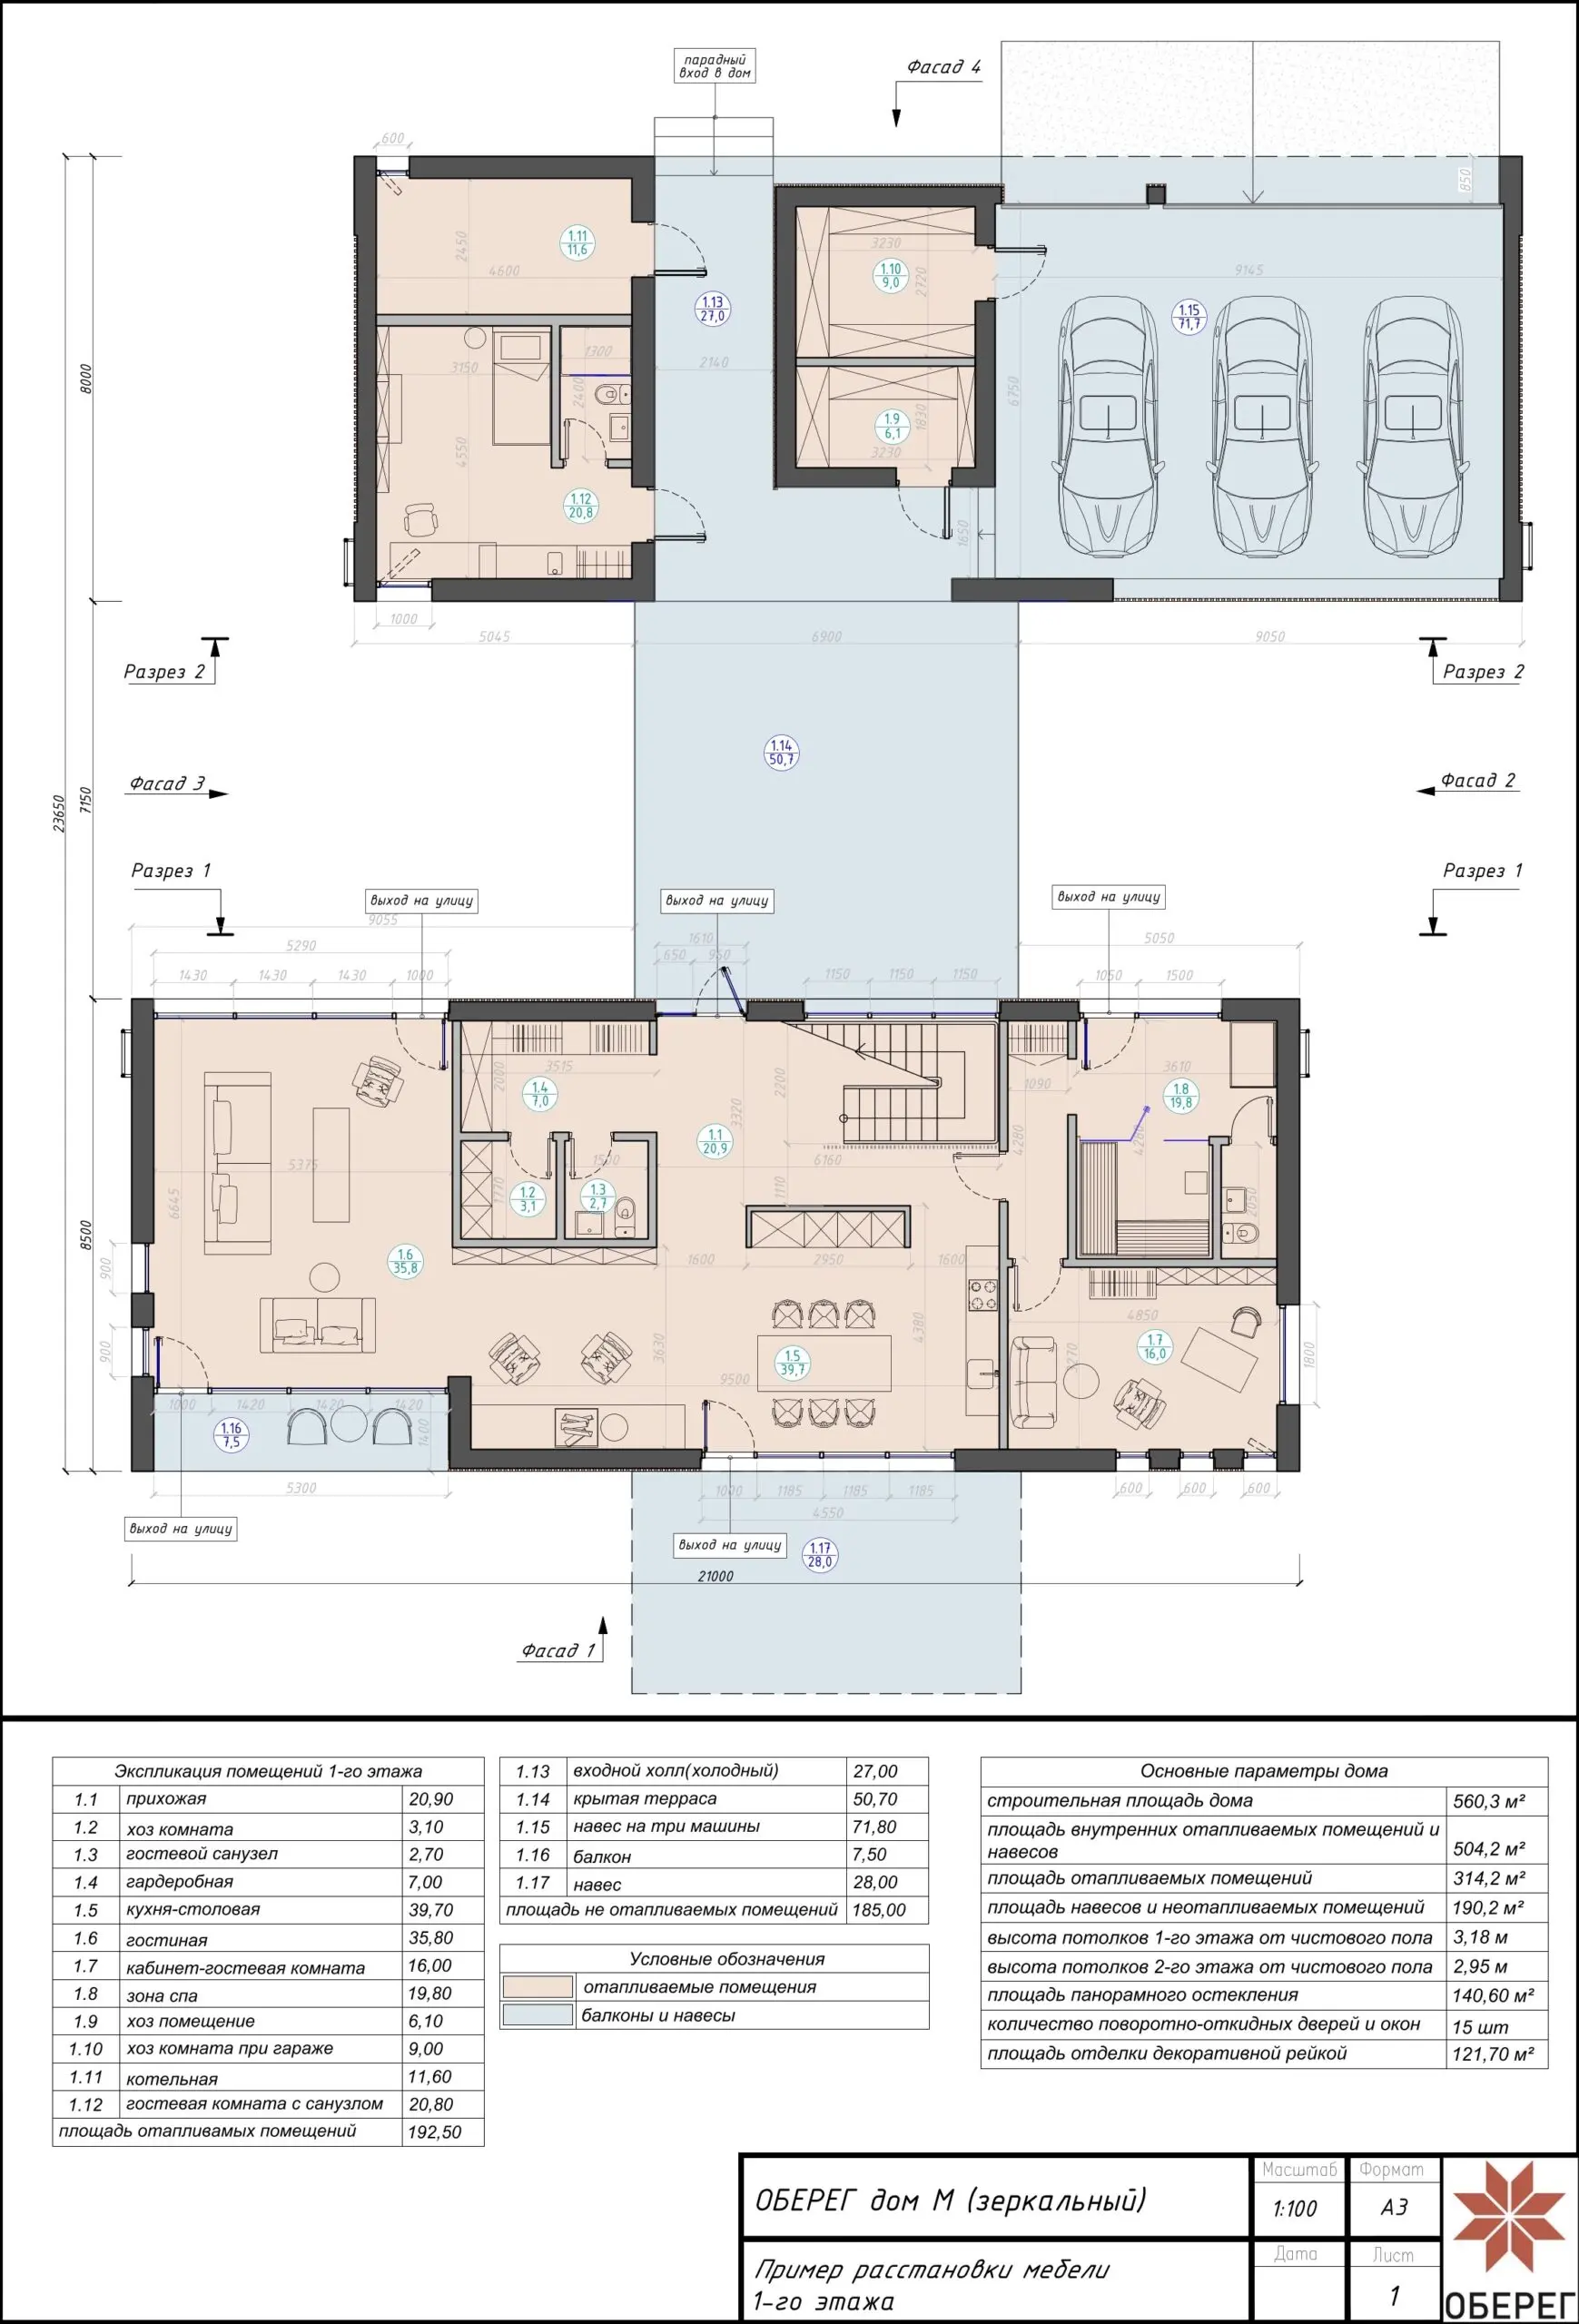 парадный
вход в дом
Фасад 4
600
850
1.11
11,6
2450
4600
1.13
27,0
3230
1.10
9,0
2720
9145
1.15
71,7
8000
3150
1300
2400
2140
6750
4550
1.9
6,1
1830
3230
1.12
20,8
1650
1000
5045
6900
9050
Разрез 2
Разрез 2
1.14
50,7
Фасад 3
Фасад 2
23650
7150
Разрез 1
Разрез 1
выход на улицу
выход на улицу
выход на улицу
9055
5290
1610
5050
650
950
1430
1430
1430
1000
1150
1150
1150
1050
1500
3515
2000
1.4
7,0
2200
3320
1090
3610
1.8
19,8
4280
4280
1.1
20,9
5375
1500
6160
1.2
3,1
1770
1.3
2,7
1110
2050
6645
8500
1.6
35,8
900
1600
2950
1600
4850
900
3630
4380
1.5
39,7
1.7
16,0
1800
9500
1000
1420
1420
1420
1400
1.16
7,5
5300
1000
1185
1185
1185
600
600
600
4550
выход на улицу
выход на улицу
1.17
28,0
21000
Фасад 1
Экспликация помещений 1-го этажа
1.1 прихожая 20,90
1.2 хоз комната 3,10
1.3 гостевой санузел 2,70
1.4 гардеробная 7,00
1.5 кухня-столовая 39,70
1.6 гостиная 35,80
1.7 кабинет-гостевая комната 16,00
1.8 зона спа 19,80
1.9 хоз помещение 6,10
1.10 хоз комната при гараже 9,00
1.11 котельная 11,60
1.12 гостевая комната с санузлом 20,80
площадь отапливамых помещений 192,50
1.13 входной холл(холодный) 27,00
1.14 крытая терраса 50,70
1.15 навес на три машины 71,80
1.16 балкон 7,50
1.17 навес 28,00
площадь не отапливаемых помещений 185,00
Условные обозначения
отапливаемые помещения
балконы и навесы
Основные параметры дома
строительная площадь дома 560,3 м²
площадь внутренних отапливаемых помещений и
навесов 504,2 м²
площадь отапливаемых помещений 314,2 м²
площадь навесов и неотапливаемых помещений 190,2 м²
высота потолков 1-го этажа от чистового пола 3,18 м
высота потолков 2-го этажа от чистового пола 2,95 м
площадь панорамного остекления 140,60 м²
количество поворотно-откидных дверей и окон 15 шт
площадь отделки декоративной рейкой 121,70 м²
ОБЕРЕГ дом М (зеркальный)
Масштаб
Формат
1:100
А3
Пример расстановки мебели
1-го этажа
Дата
Лист
1
ОБЕРЕГ